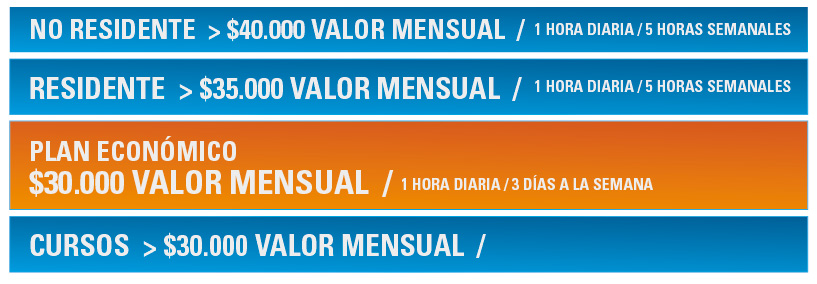 NO RESIDENTE > $40.000 VALOR MENSUAL / 1 HORA DIARIA / 5 HORAS SEMANALES
RESIDENTE > $35.000 VALOR MENSUAL / 1 HORA DIARIA / 5 HORAS SEMANALES
PLAN ECONÓMICO
$30.000 VALOR MENSUAL / 1 HORA DIARIA / 3 DÍAS A LA SEMANA
CURSOS > $30.000 VALOR MENSUAL /